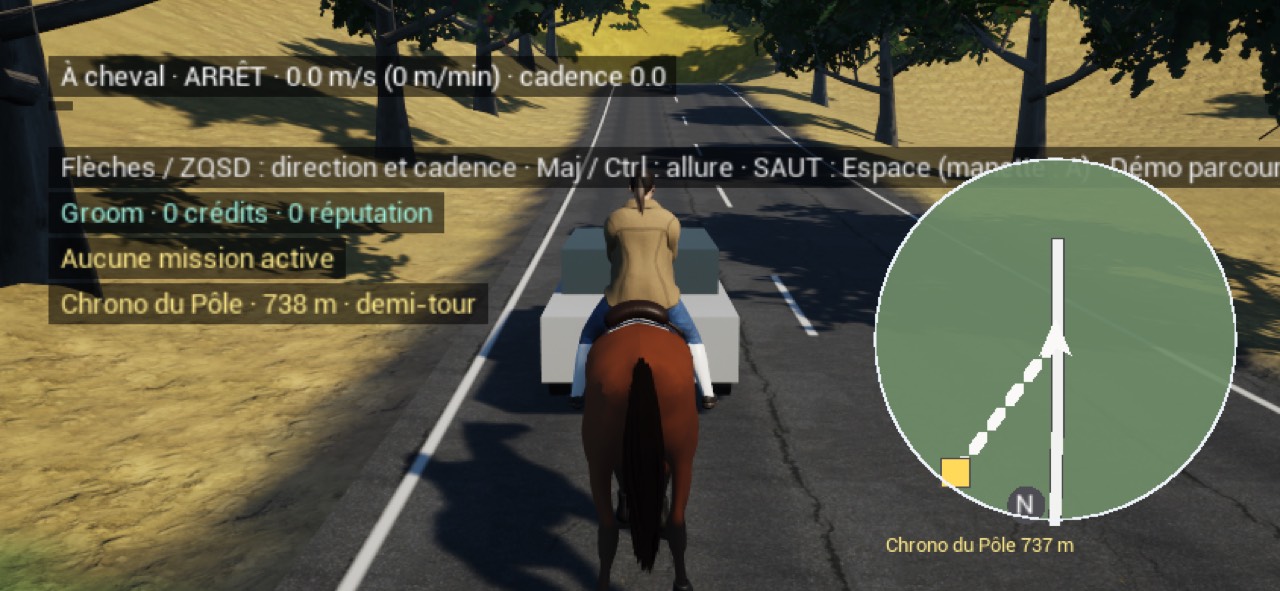 À cheval · ARRÊT · 0.0 m/s (0 m/min) · cadence 0.0
Flèches / ZQSD : direction et cadence · Maj / Ctrl : allure · SAUT : Espace (manette : A) · Démo parcour
Groom · 0 crédits · 0 réputation
Aucune mission active
Chrono du Pôle · 738 m · demi-tour
N
Chrono du Pôle 737 m